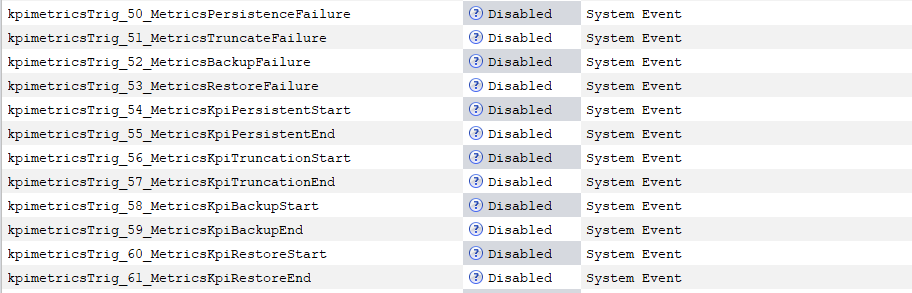 kpimetricsTrig_50_MetricsPersistenceFailure ? Disabled System Event
kpimetricsTrig_51_MetricsTruncateFailure ? Disabled System Event
kpimetricsTrig_52_MetricsBackupFailure ? Disabled System Event
kpimetricsTrig_53_MetricsRestoreFailure ? Disabled System Event
kpimetricsTrig_54_MetricsKpiPersistentStart ? Disabled System Event
kpimetricsTrig_55_MetricsKpiPersistentEnd ? Disabled System Event
kpimetricsTrig_56_MetricsKpiTruncationStart ? Disabled System Event
kpimetricsTrig_57_MetricsKpiTruncationEnd ? Disabled System Event
kpimetricsTrig_58_MetricsKpiBackupStart ? Disabled System Event
kpimetricsTrig_59_MetricsKpiBackupEnd ? Disabled System Event
kpimetricsTrig_60_MetricsKpiRestoreStart ? Disabled System Event
kpimetricsTrig_61_MetricsKpiRestoreEnd ? Disabled System Event